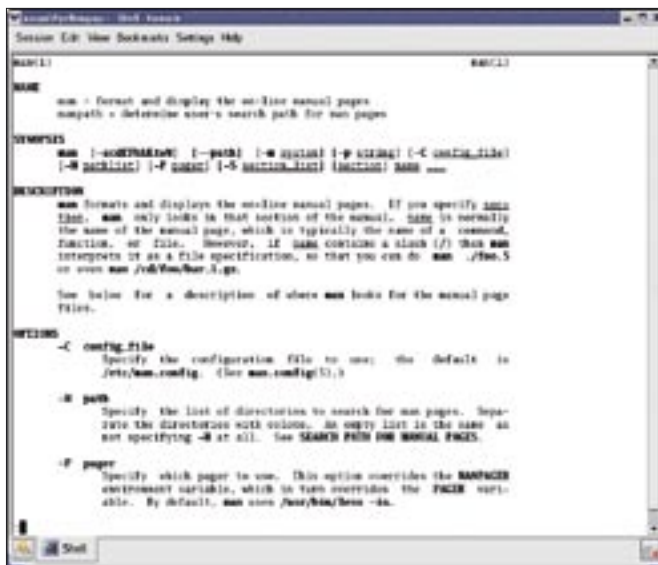 Shell - Konsole
Session Edit View Bookmarks Settings Help
man(1) man(1)
NAME
man - format and display the on-line manual pages
manpath - determine user's search path for man pages
SYNOPSIS
man [--path] [-m system] [-p string] [-C config_file]
[-M pathlist] [-P pager] [-S section_list] [section] name ...
DESCRIPTION
man formats and displays the on-line manual pages. If you specify sec-
tion, man only looks in that section of the manual. name is normally
the name of the manual page, which is typically the name of a command,
function, or file. However, if name contains a slash (/) then man
interprets it as a file specification, so that you can do man ./foo.5
or even man /cd/foo/bar.1.gz.
See below for a description of where man looks for the manual page
files.
OPTIONS
-C config_file
Specify the configuration file to use; the default is
/etc/man.config. (See man.config(5).)
-M path
Specify the list of directories to search for man pages. Sepa-
rate the directories with colons. An empty list is the same as
not specifying -M at all. See SEARCH PATH FOR MANUAL PAGES.
-P pager
Specify which pager to use. This option overrides the MANPAGER
environment variable, which in turn overrides the PAGER vari-
able. By default, man uses /usr/bin/less -is.
:
Shell